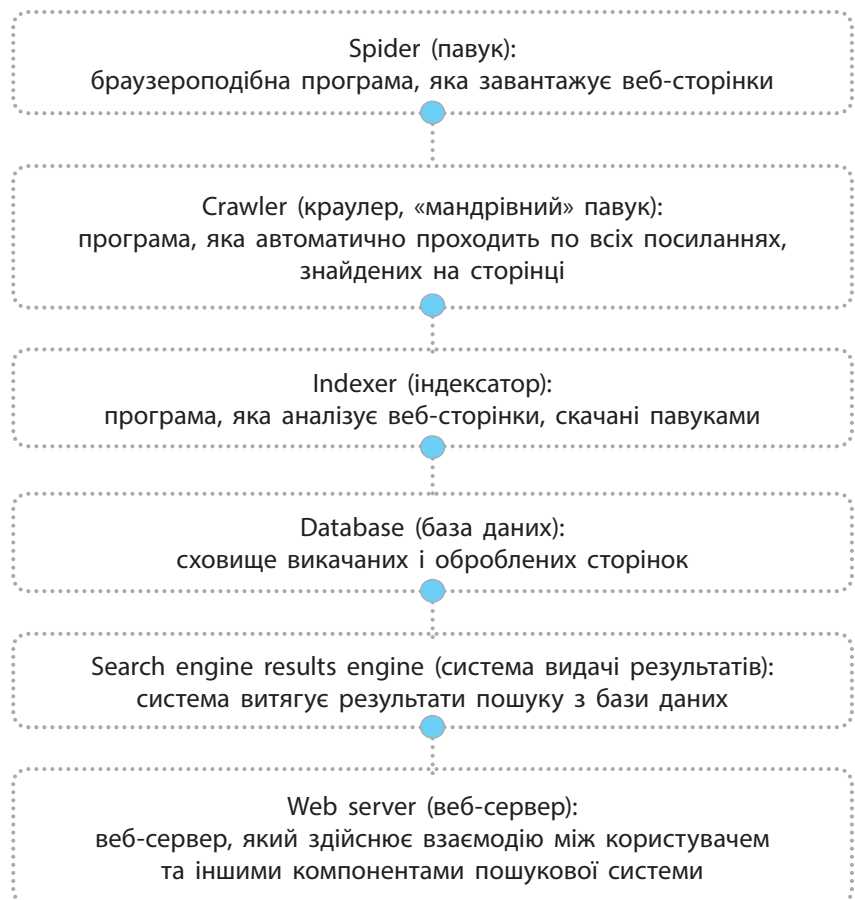 Spider (павук):
браузероподібна програма, яка завантажує веб-сторінки
Crawler (краулер, «мандрівний» павук):
програма, яка автоматично проходить по всіх посиланнях,
знайдених на сторінці
Indexer (індексатор):
програма, яка аналізує веб-сторінки, скачані павуками
Database (база даних):
сховище викачаних і оброблених сторінок
Search engine results engine (система видачі результатів):
система витягує результати пошуку з бази даних
Web server (веб-сервер):
веб-сервер, який здійснює взаємодію між користувачем
та іншими компонентами пошукової системи